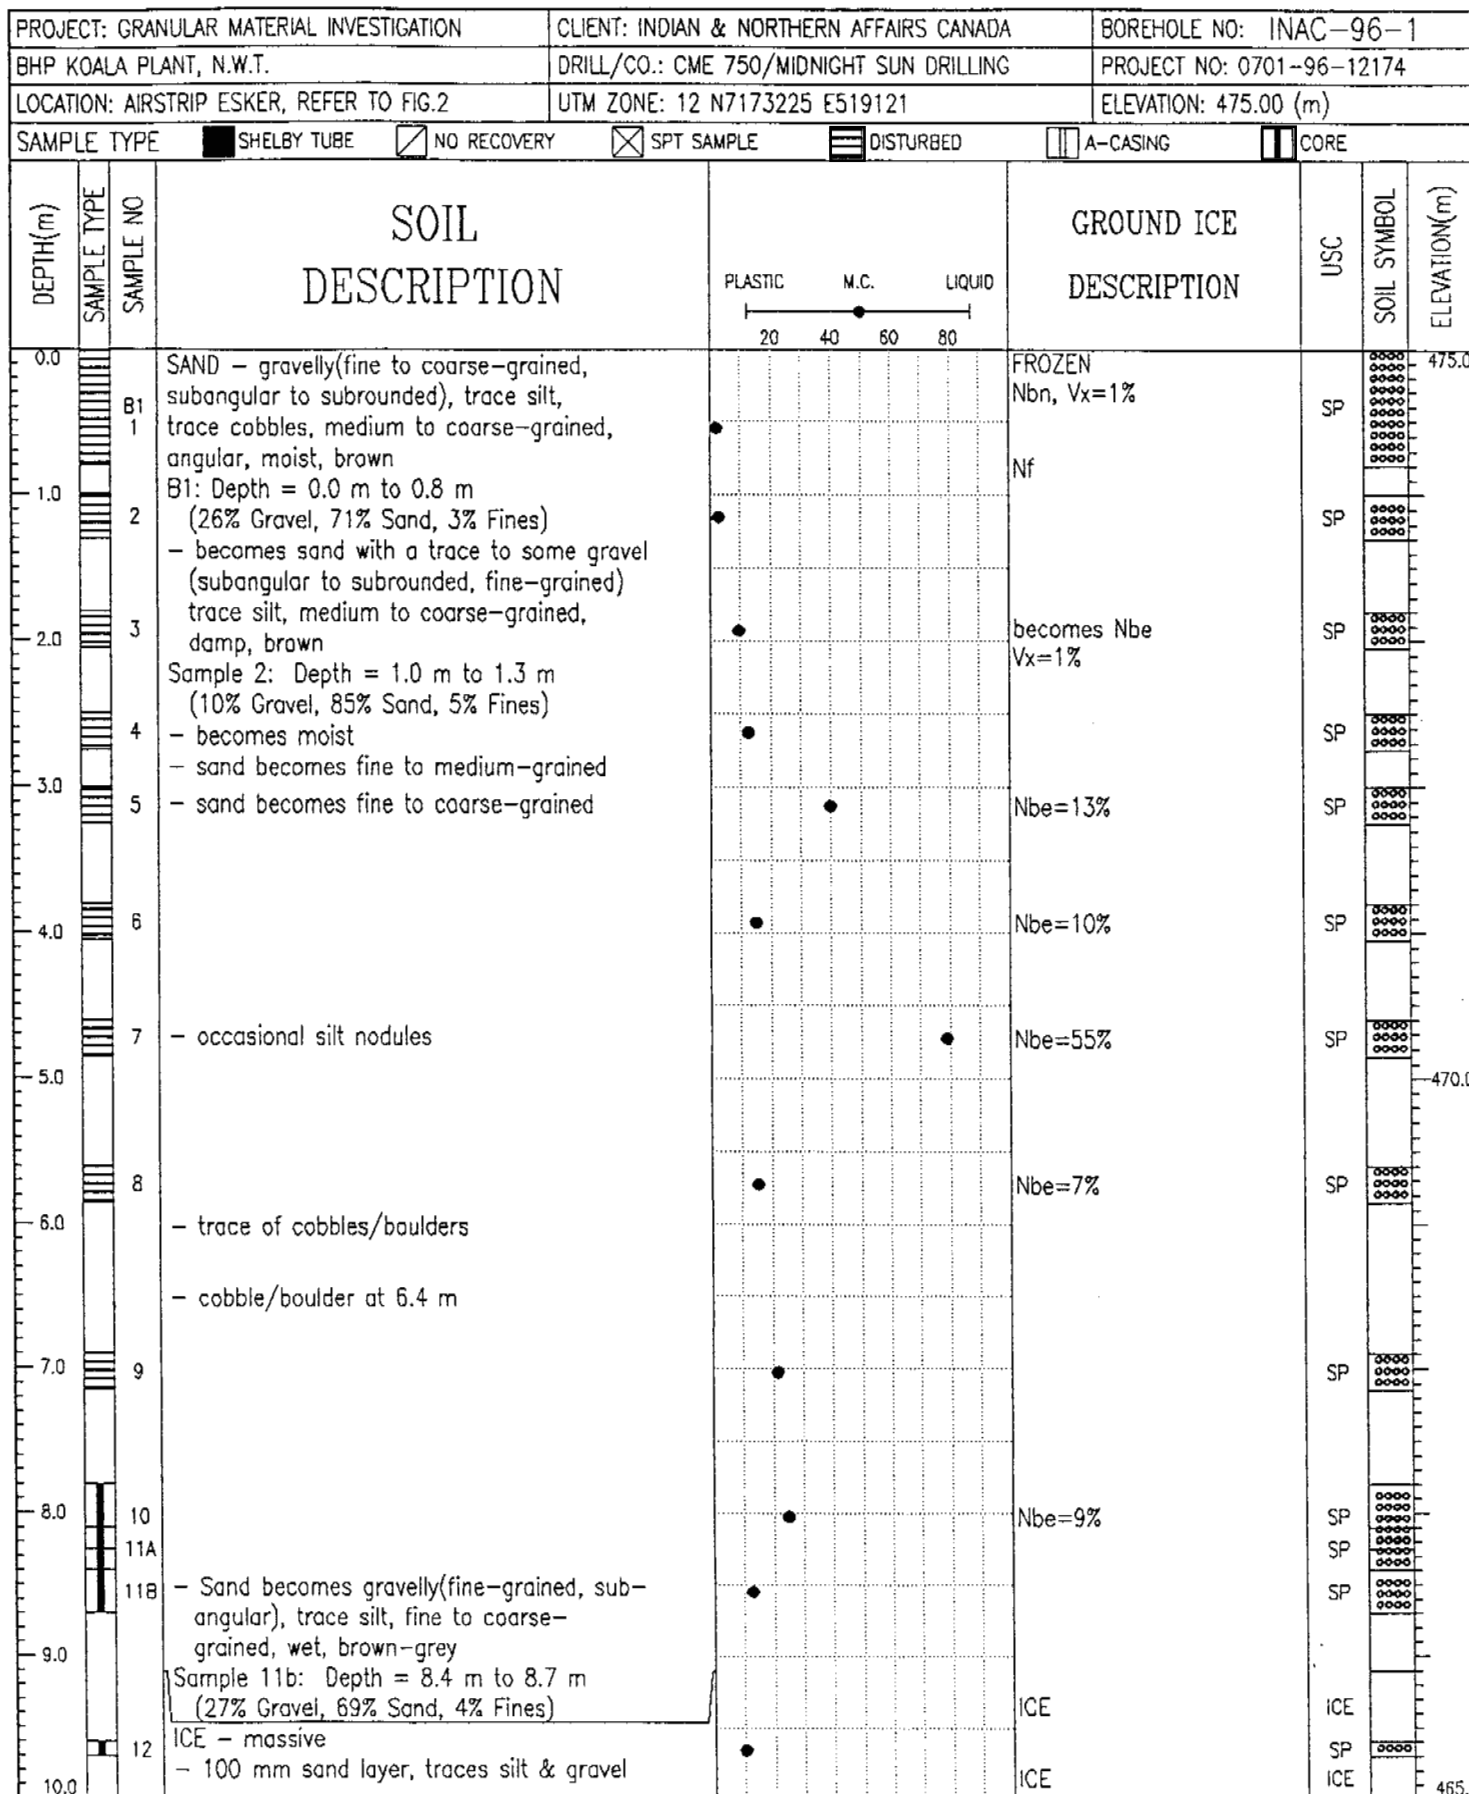 PROJECT: GRANULAR MATERIAL INVESTIGATION CLIENT: INDIAN & NORTHERN AFFAIRS CANADA BOREHOLE NO: INAC-96-1
BHP KOALA PLANT, N.W.T. DRILL/CO.: CME 750/MIDNIGHT SUN DRILLING PROJECT NO: 0701-96-12174
LOCATION: AIRSTRIP ESKER, REFER TO FIG.2 UTM ZONE: 12 N7173225 E519121 ELEVATION: 475.00 (m)
SAMPLE TYPE SHELBY TUBE NO RECOVERY SPT SAMPLE DISTURBED A-CASING CORE
DEPTH(m)
SAMPLE TYPE
SAMPLE NO
SOIL
DESCRIPTION
PLASTIC M.C. LIQUID
20 40 60 80
GROUND ICE
DESCRIPTION
USC
SOIL SYMBOL
ELEVATION(m)
0.0 SAND - gravelly(fine to coarse-grained, FROZEN 475.0
B1 subangular to subrounded), trace silt, Nbn, Vx=1% SP
1 trace cobbles, medium to coarse-grained,
angular, moist, brown Nf
1.0 B1: Depth = 0.0 m to 0.8 m
2 (26% Gravel, 71% Sand, 3% Fines) SP
- becomes sand with a trace to some gravel
(subangular to subrounded, fine-grained)
trace silt, medium to coarse-grained,
2.0 3 damp, brown becomes Nbe SP
Sample 2: Depth = 1.0 m to 1.3 m Vx=1%
(10% Gravel, 85% Sand, 5% Fines)
4 - becomes moist SP
- sand becomes fine to medium-grained
3.0 5 - sand becomes fine to coarse-grained Nbe=13% SP
4.0 6 Nbe=10% SP
7 - occasional silt nodules Nbe=55% SP
5.0 470.0
8 Nbe=7% SP
6.0 - trace of cobbles/boulders
- cobble/boulder at 6.4 m
7.0 9 SP
8.0 10 Nbe=9% SP
11A SP
11B - Sand becomes gravelly(fine-grained, sub- SP
angular), trace silt, fine to coarse-
9.0 grained, wet, brown-grey
Sample 11b: Depth = 8.4 m to 8.7 m
(27% Gravel, 69% Sand, 4% Fines) ICE ICE
ICE - massive
12 SP
- 100 mm sand layer, traces silt & gravel
10.0 ICE ICE 465.